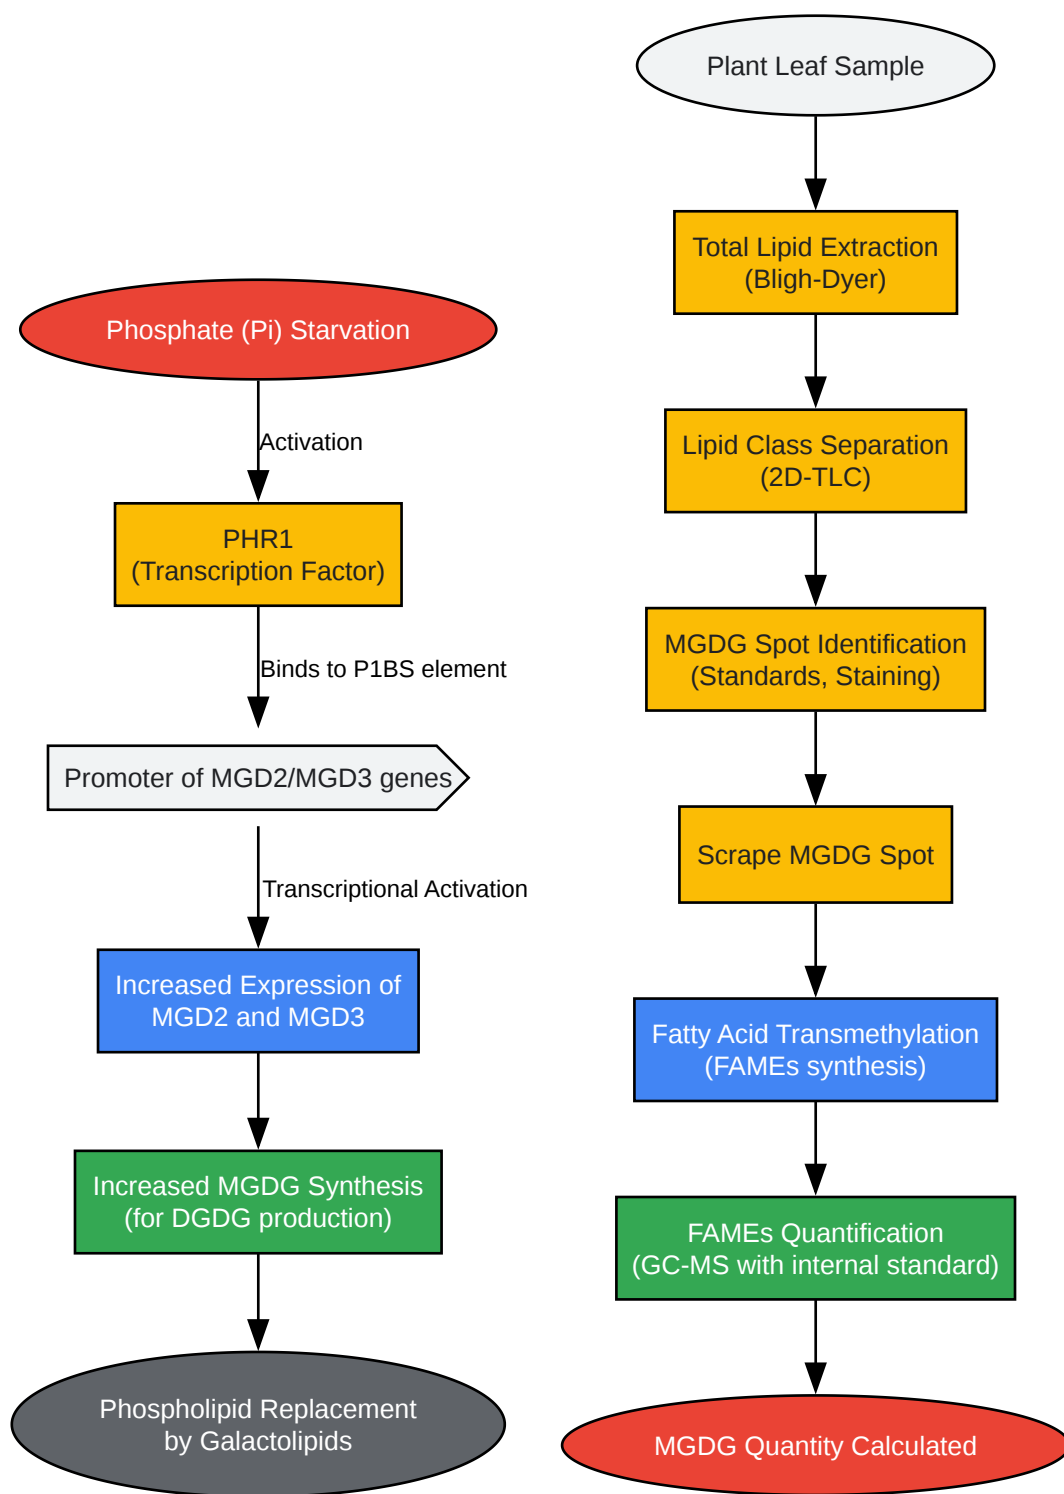 Phosphate (Pi) Starvation
Activation
PHR1
(Transcription Factor)
Binds to P1BS element
Promoter of MGD2/MGD3 genes
Transcriptional Activation
Increased Expression of
MGD2 and MGD3
Increased MGDG Synthesis
(for DGDG production)
Phospholipid Replacement
by Galactolipids
Plant Leaf Sample
Total Lipid Extraction
(Bligh-Dyer)
Lipid Class Separation
(2D-TLC)
MGDG Spot Identification
(Standards, Staining)
Scrape MGDG Spot
Fatty Acid Transmethylation
(FAMEs synthesis)
FAMEs Quantification
(GC-MS with internal standard)
MGDG Quantity Calculated